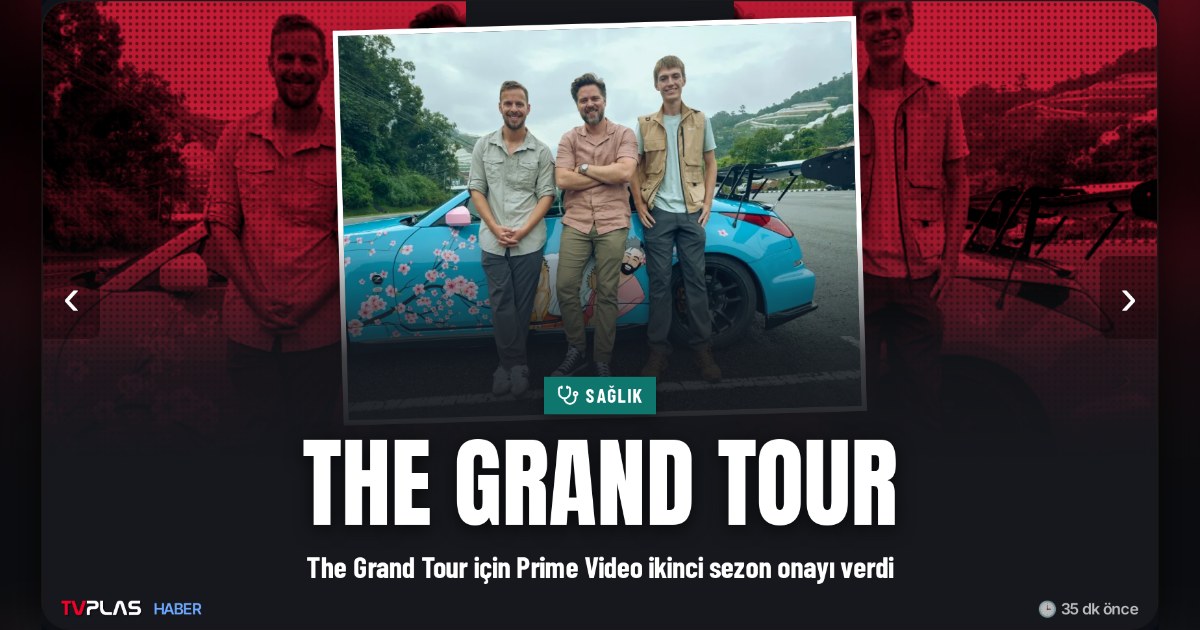 SAĞLIK
THE GRAND TOUR
The Grand Tour için Prime Video ikinci sezon onayı verdi
TVPLAS HABER
35 dk önce